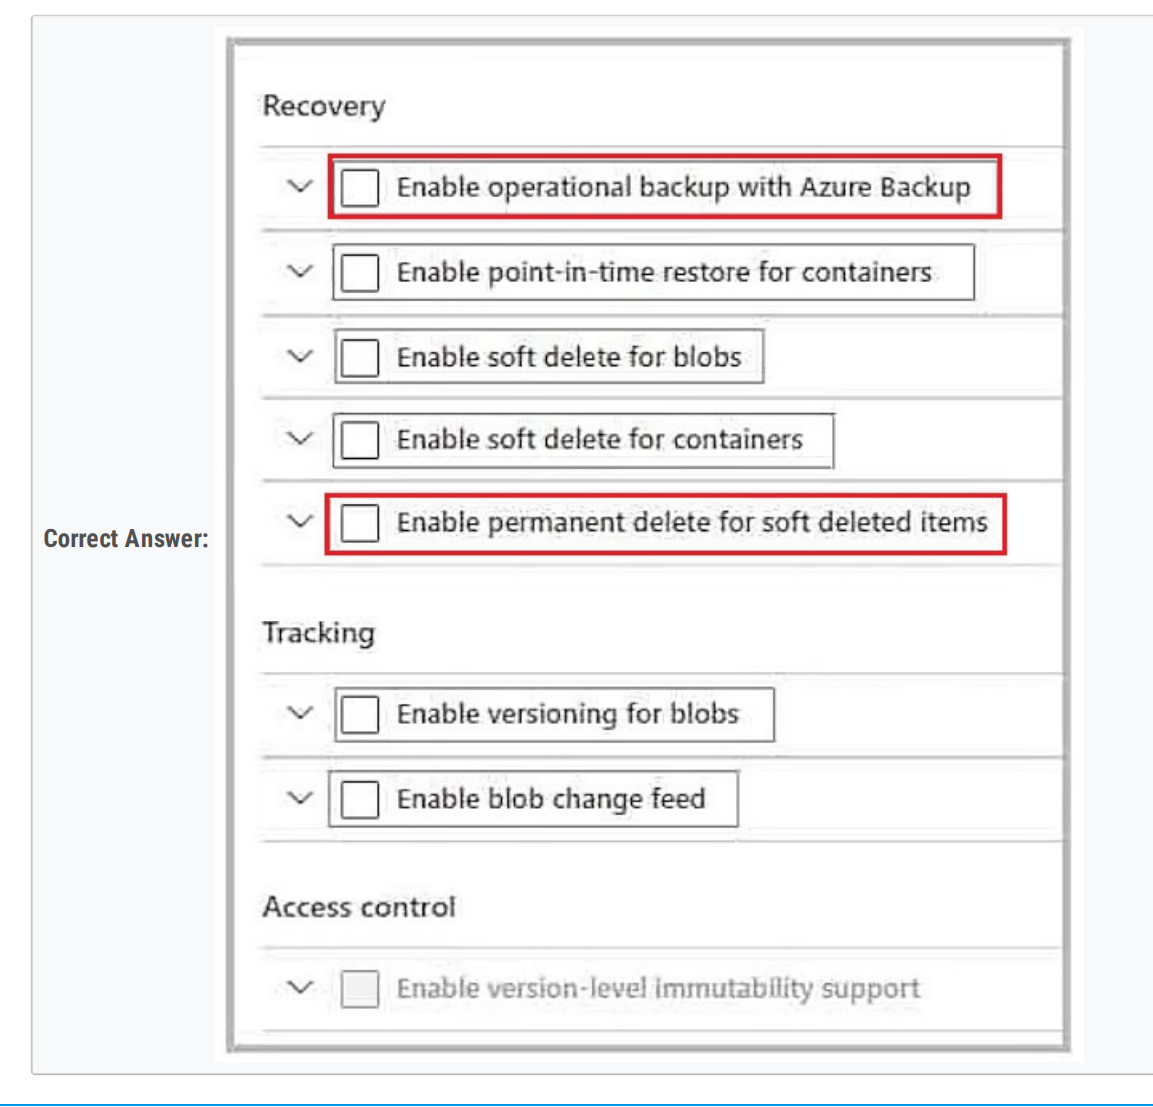 Recovery
Enable operational backup with Azure Backup
Enable point-in-time restore for containers
Enable soft delete for blobs
Enable soft delete for containers
Enable permanent delete for soft deleted items
Correct Answer:
Tracking
Enable versioning for blobs
Enable blob change feed
Access control
Enable version-level immutability support